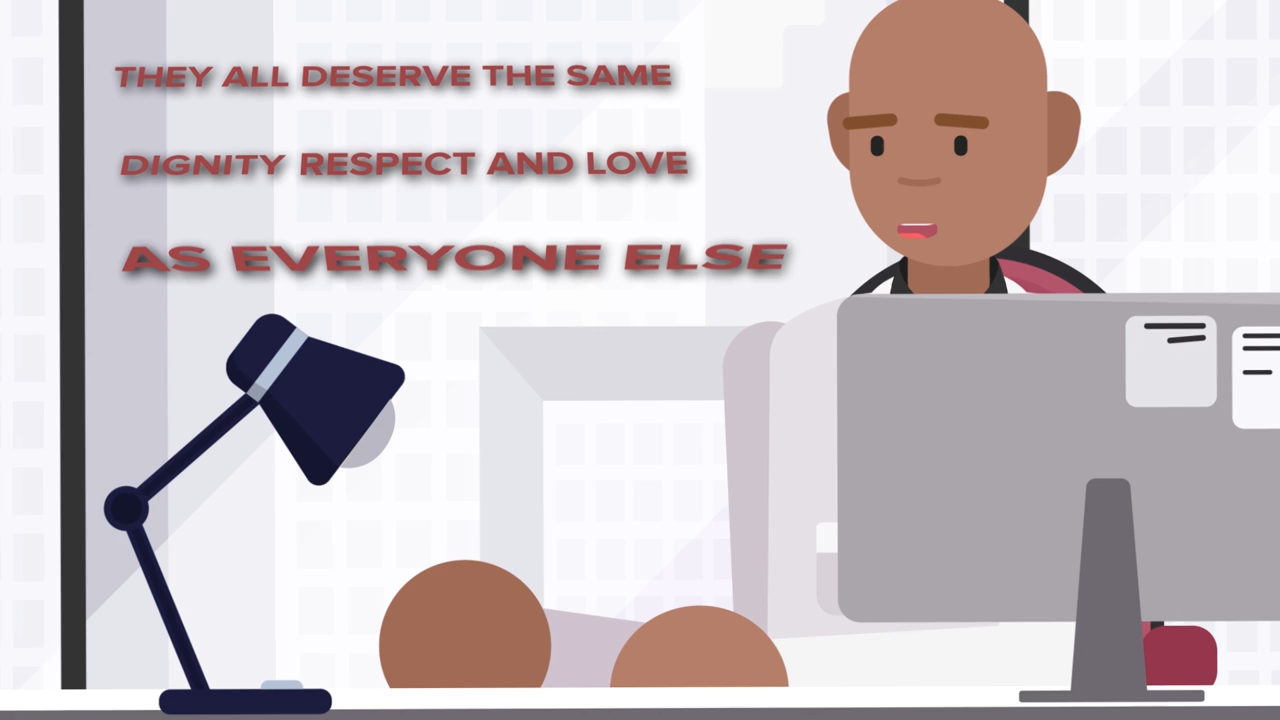 THEY ALL DESERVE THE SAME
DIGNITY RESPECT AND LOVE
AS EVERYONE ELSE